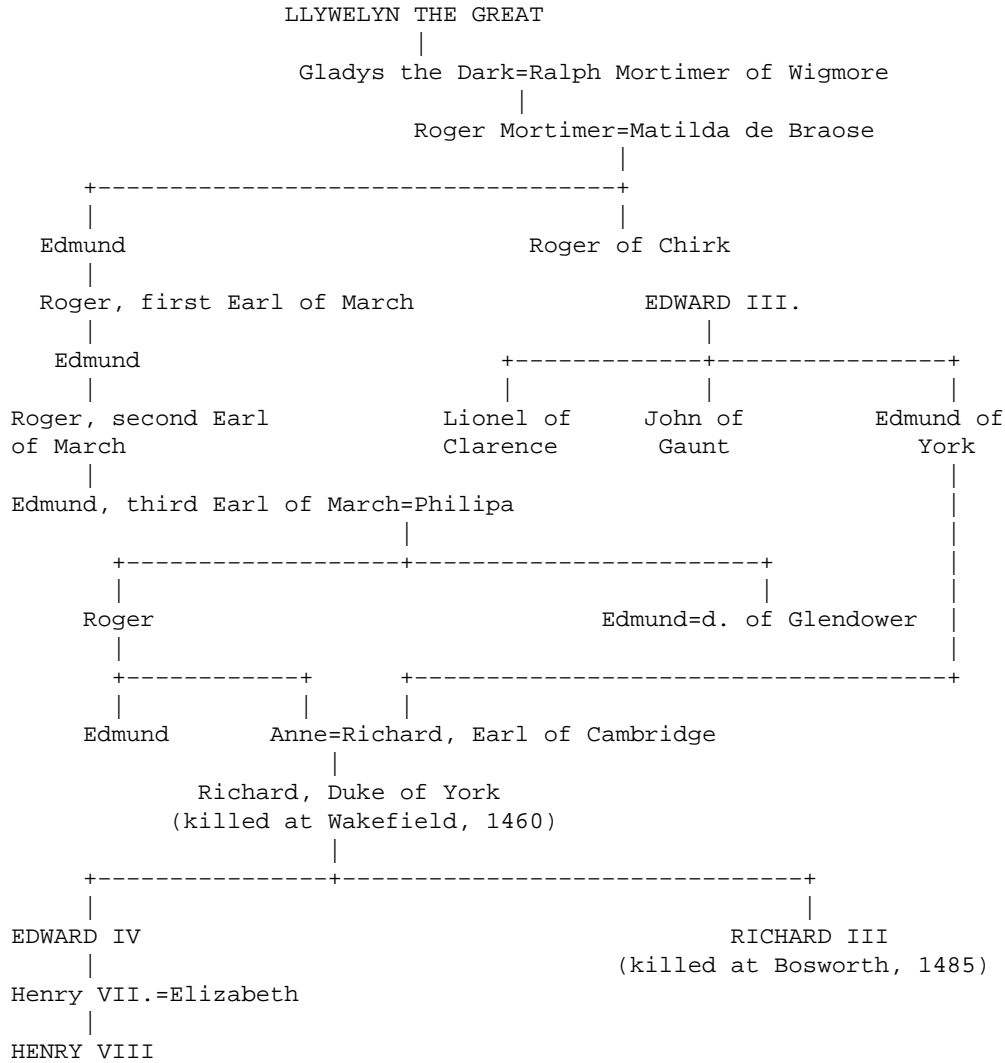 LLYWELYN THE GREAT
Gladys the Dark=Ralph Mortimer of Wigmore
Roger Mortimer=Matilda de Braose
Edmund Roger of Chirk
Roger, first Earl of March EDWARD III.
Edmund
Roger, second Earl Lionel of John of Edmund of
of March Clarence Gaunt York
Edmund, third Earl of March=Philipa
Roger Edmund=d. of Glendower
Edmund Anne=Richard, Earl of Cambridge
Richard, Duke of York
(killed at Wakefield, 1460)
EDWARD IV RICHARD III
(killed at Bosworth, 1485)
Henry VII.=Elizabeth
HENRY VIII